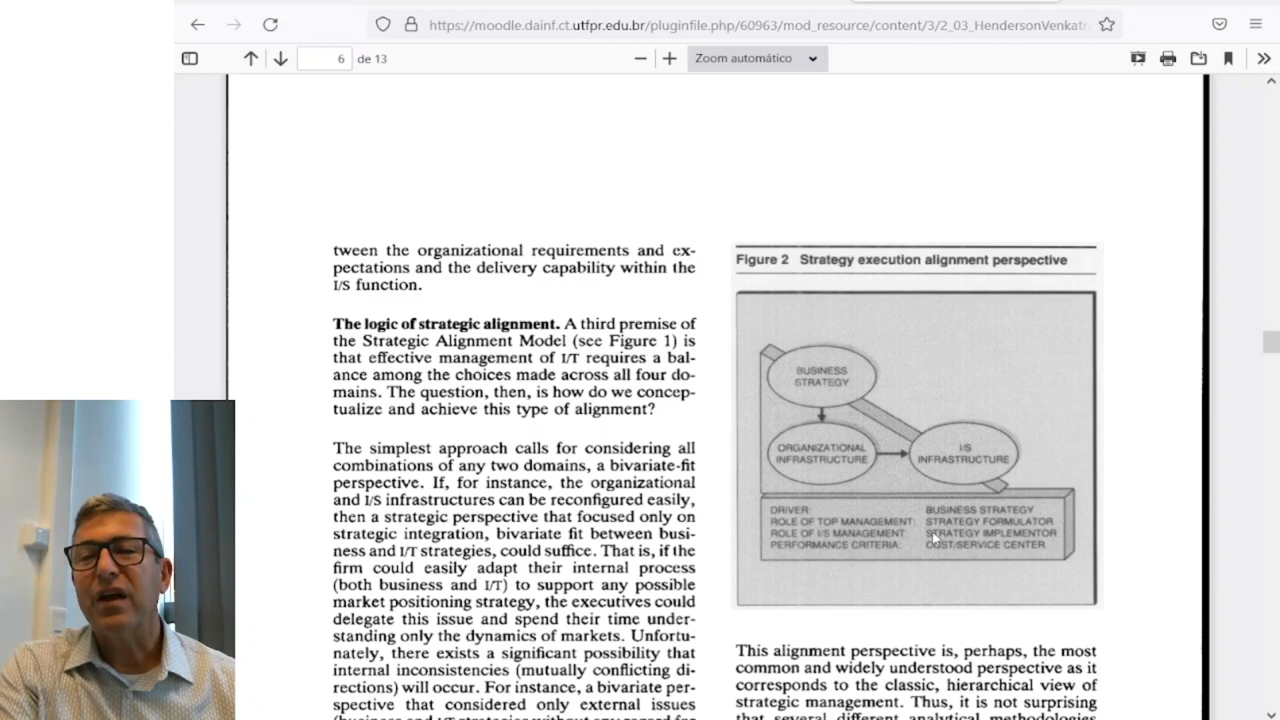 https://moodle.dainf.ct.utfpr.edu.br/pluginfile.php/60963/mod_resource/content/3/2_03_HendersonVenkatr
6 de 13
Zoom automático
tween the organizational requirements and ex-
pectations and the delivery capability within the
I/S function.
The logic of strategic alignment. A third premise of
the Strategic Alignment Model (see Figure 1) is
that effective management of I/T requires a bal-
ance among the choices made across all four do-
mains. The question, then, is how do we concep-
tualize and achieve this type of alignment?
The simplest approach calls for considering all
combinations of any two domains, a bivariate-fit
perspective. If, for instance, the organizational
and I/S infrastructures can be reconfigured easily,
then a strategic perspective that focused only on
strategic integration, bivariate fit between busi-
ness and I/T strategies, could suffice. That is, if the
firm could easily adapt their internal process
(both business and I/T) to support any possible
market positioning strategy, the executives could
delegate this issue and spend their time under-
standing only the dynamics of markets. Unfortu-
nately, there exists a significant possibility that
internal inconsistencies (mutually conflicting di-
rections) will occur. For instance, a bivariate per-
spective that considered only external issues
(business and I/T strategies without any regard for
Figure 2 Strategy execution alignment perspective
BUSINESS
STRATEGY
ORGANIZATIONAL
INFRASTRUCTURE
I/S
INFRASTRUCTURE
DRIVER: BUSINESS STRATEGY
ROLE OF TOP MANAGEMENT: STRATEGY FORMULATOR
ROLE OF I/S MANAGEMENT: STRATEGY IMPLEMENTOR
PERFORMANCE CRITERIA: COST/SERVICE CENTER
This alignment perspective is, perhaps, the most
common and widely understood perspective as it
corresponds to the classic, hierarchical view of
strategic management. Thus, it is not surprising
that several different analytical methodologies